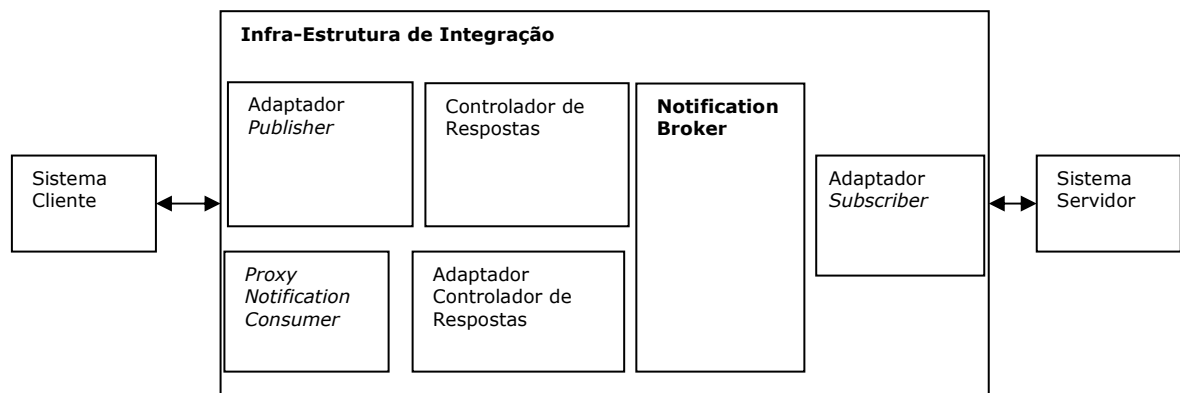 Infra-Estrutura de Integração
Adaptador
Publisher
Controlador de
Respostas
Notification
Broker
Sistema
Cliente
Adaptador
Subscriber
Sistema
Servidor
Proxy
Notification
Consumer
Adaptador
Controlador de
Respostas